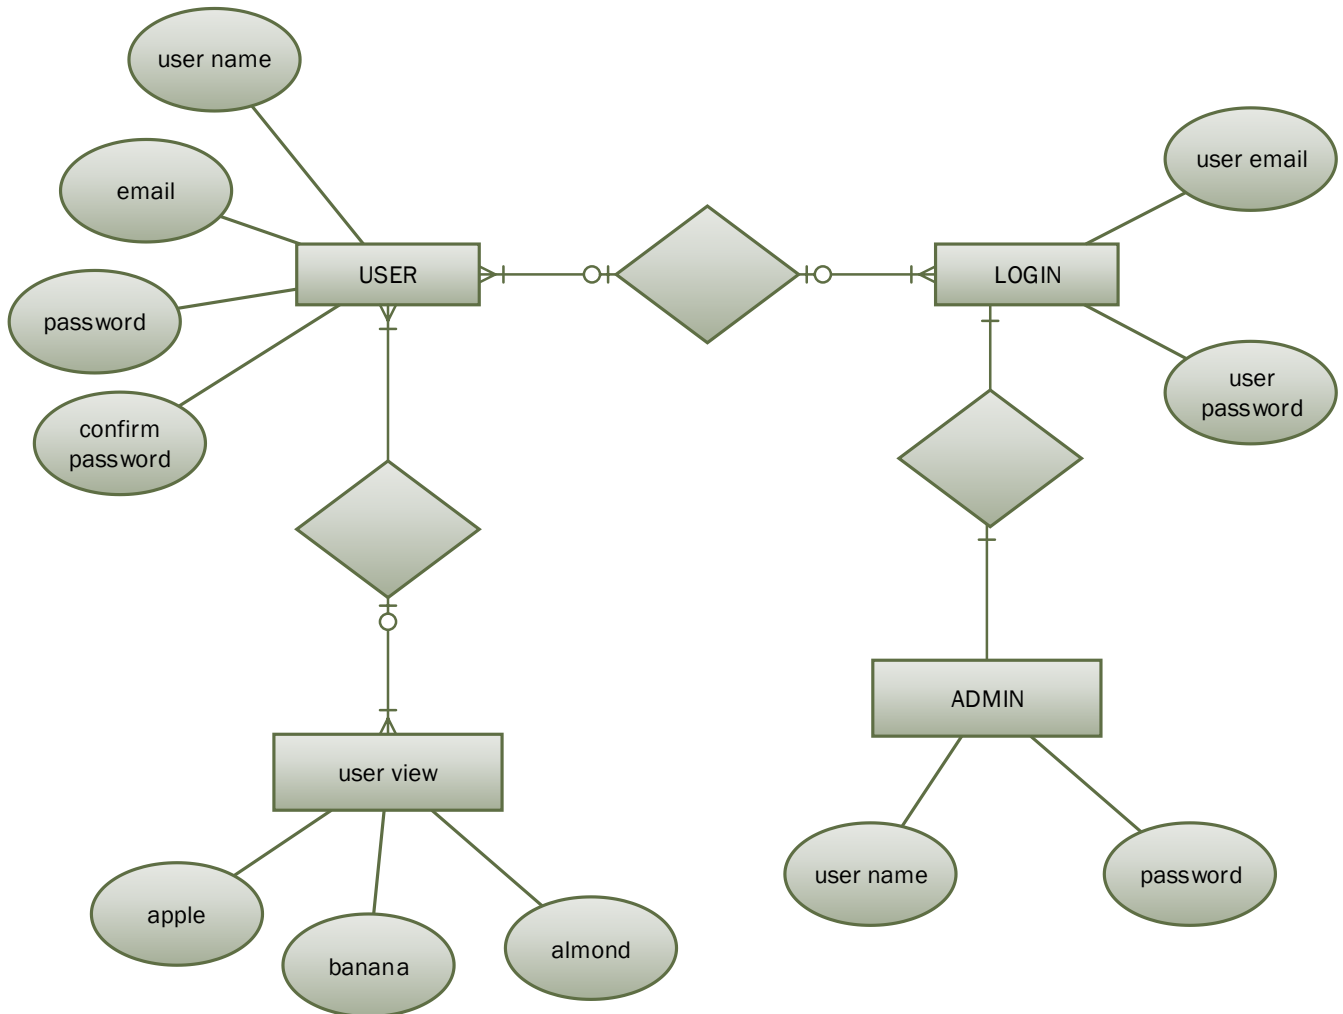 user name
user email
email
USER
LOGIN
password
user
password
confirm
password
ADMIN
user view
user name
password
apple
almond
banana